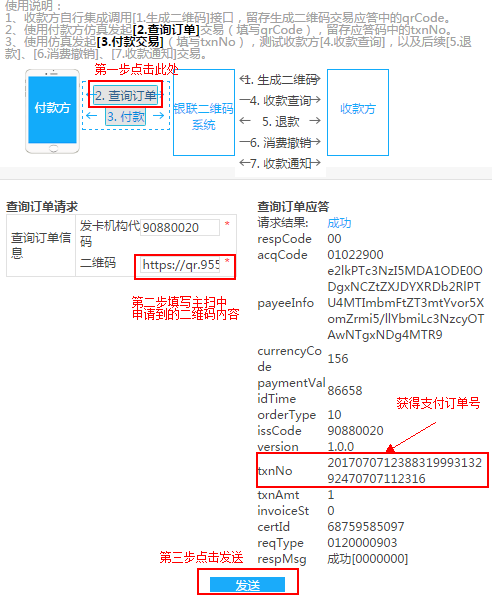 使用说明：
1、收款方自行集成调用[1.生成二维码]接口，留存生成二维码交易应答中的qrCode。
2、使用付款方仿真发起[2.查询订单]交易（填写qrCode），留存应答码中的txnNo。
3、使用仿真发起[3.付款交易]（填写txnNo），测试收款方[4.收款查询]，以及后续[5.退款]、[6.消费撤销]、[7.收款通知]交易。
第一步点击此处
付款方
2. 查询订单
3. 付款
银联二维码系统
1. 生成二维码
4. 收款查询
5. 退款
6. 消费撤销
7. 收款通知
收款方
查询订单请求
查询订单信息
发卡机构代码
90880020
*
二维码
https://qr.955
*
第二步填写主扫中
申请到的二维码内容
查询订单应答
请求结果: 成功
respCode 00
acqCode 01022900
payeeInfo
e2lkPTc3NzI5MDA1ODE0O
DgxNCZtZXJDYXRDb2RlPT
U4MTImbmFtZT3mtYvor5X
omZrmi5/llYbmiLc3NzcyOT
AwNTgxNDg4MTR9
currencyCode 156
paymentValidTime 86658
orderType 10
issCode 90880020
version 1.0.0
获得支付订单号
txnNo
2017070712388319993132
92470707112316
txnAmt 1
invoiceSt 0
certId 68759585097
reqType 0120000903
respMsg 成功[0000000]
第三步点击发送
发送